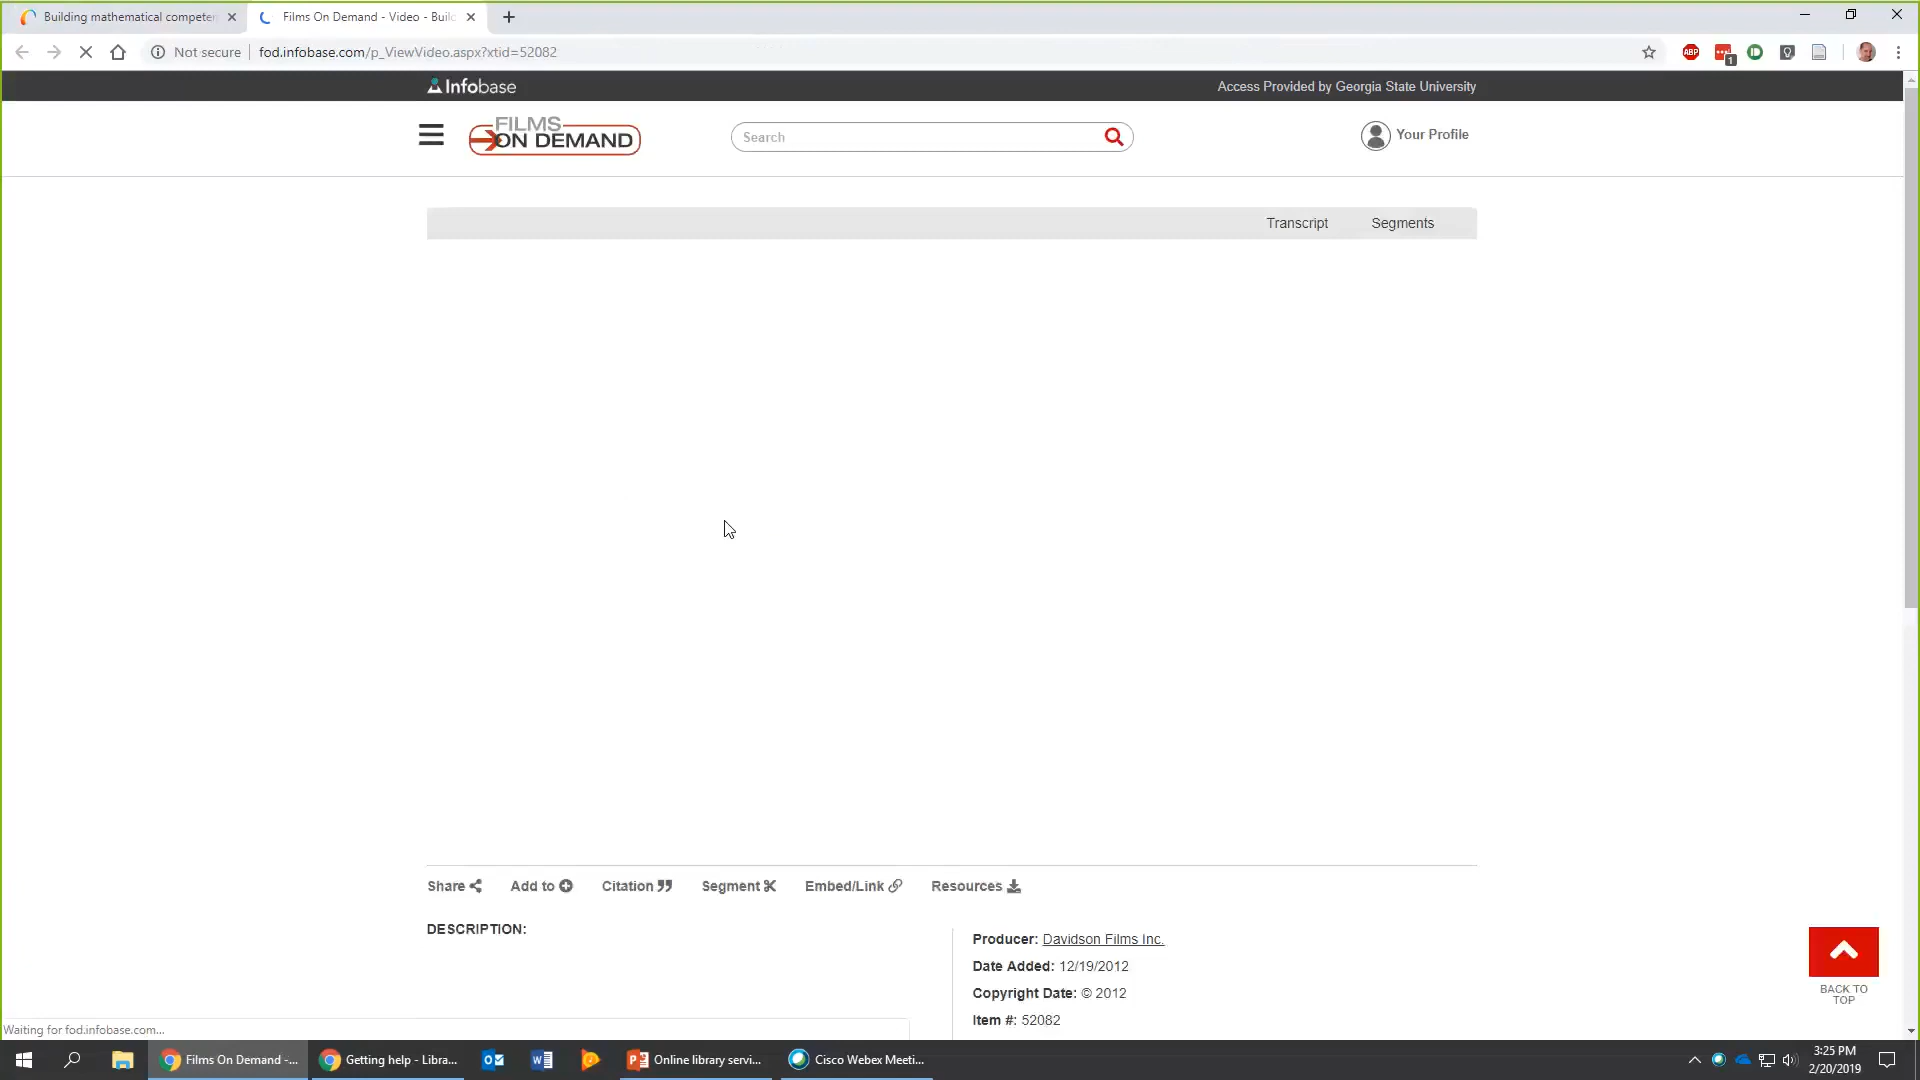 Building mathematical competen
Films On Demand - Video - Build
Not secure
fod.infobase.com/p_ViewVideo.aspx?xtid=52082
ABP
1
Infobase
Access Provided by Georgia State University
FILMS
ON DEMAND
Search
Your Profile
Transcript
Segments
Share
Add to
Citation
Segment
Embed/Link
Resources
DESCRIPTION:
Producer: Davidson Films Inc.
Date Added: 12/19/2012
Copyright Date: © 2012
Item #: 52082
BACK TO
TOP
Waiting for fod.infobase.com...
Films On Demand -...
Getting help - Libra...
Online library servi...
Cisco Webex Meeti...
3:25 PM
2/20/2019